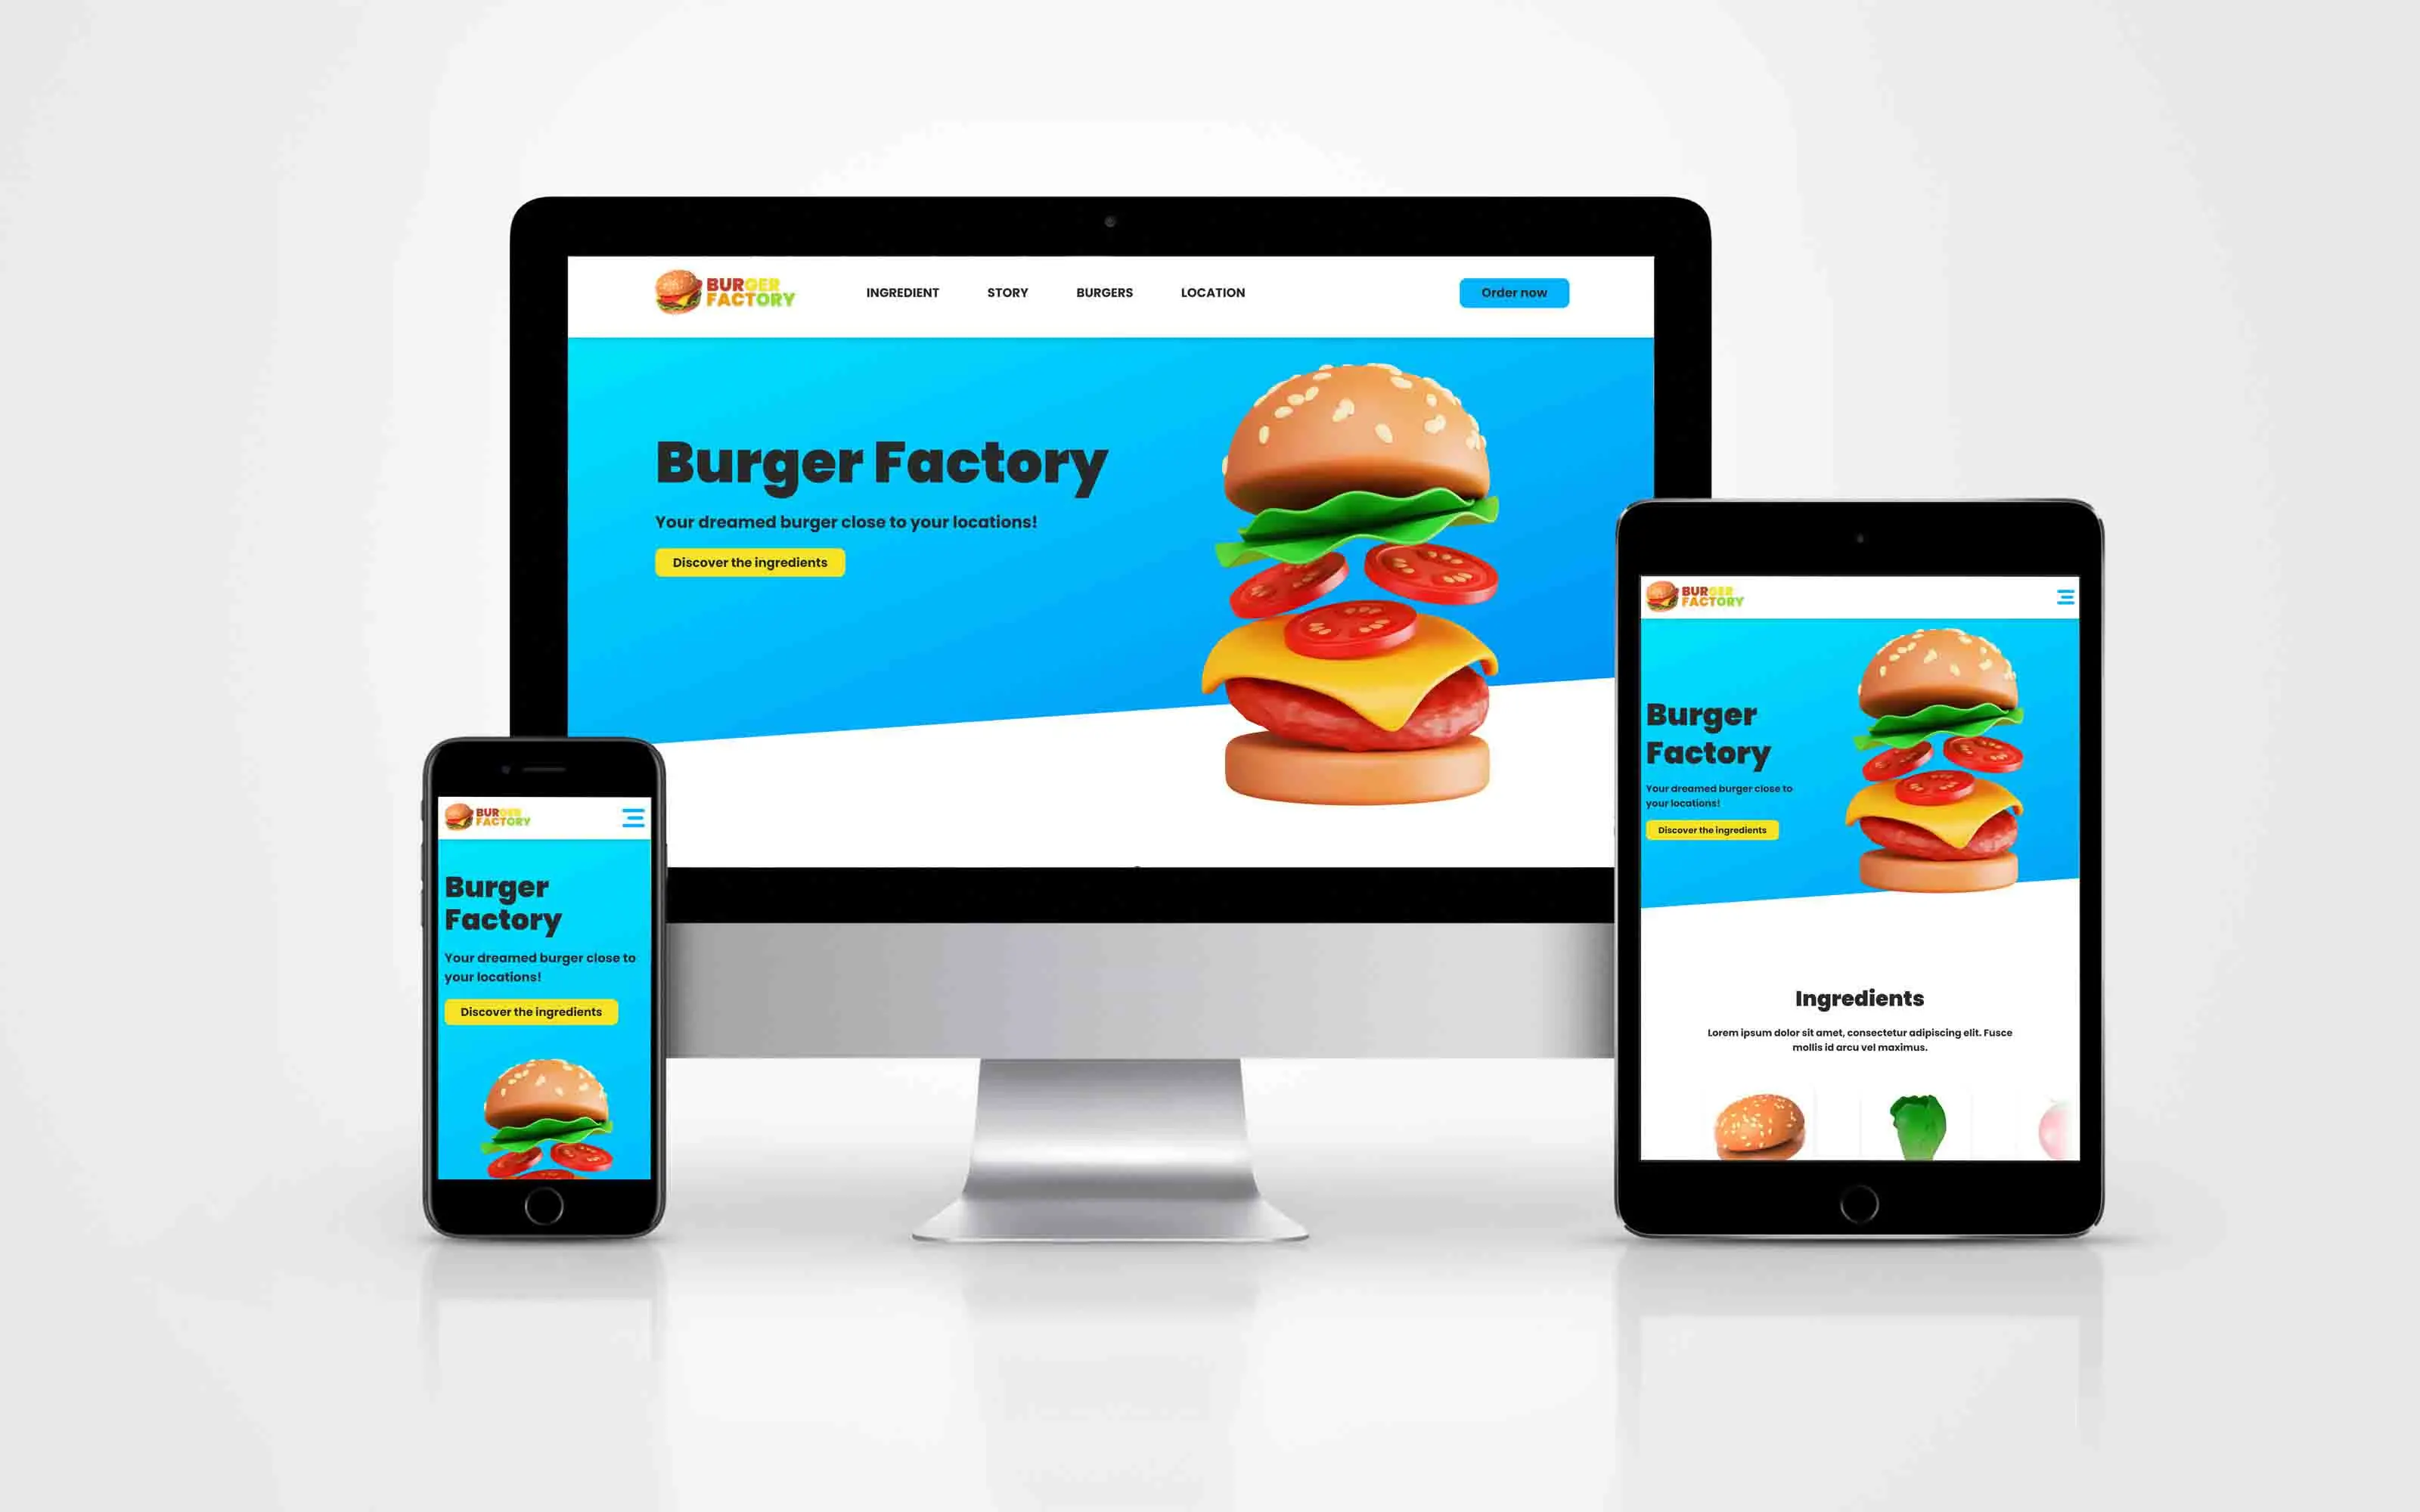 BURGER
FACTORY
INGREDIENT STORY BURGERS LOCATION
Order now
Burger Factory
Your dreamed burger close to your locations!
Discover the ingredients
BURGER
FACTORY
Burger
Factory
Your dreamed burger close to
your locations!
Discover the ingredients
BURGER
FACTORY
Burger
Factory
Your dreamed burger close to
your locations!
Discover the ingredients
Ingredients
Lorem ipsum dolor sit amet, consectetur adipiscing elit. Fusce
mollis id arcu vel maximus.